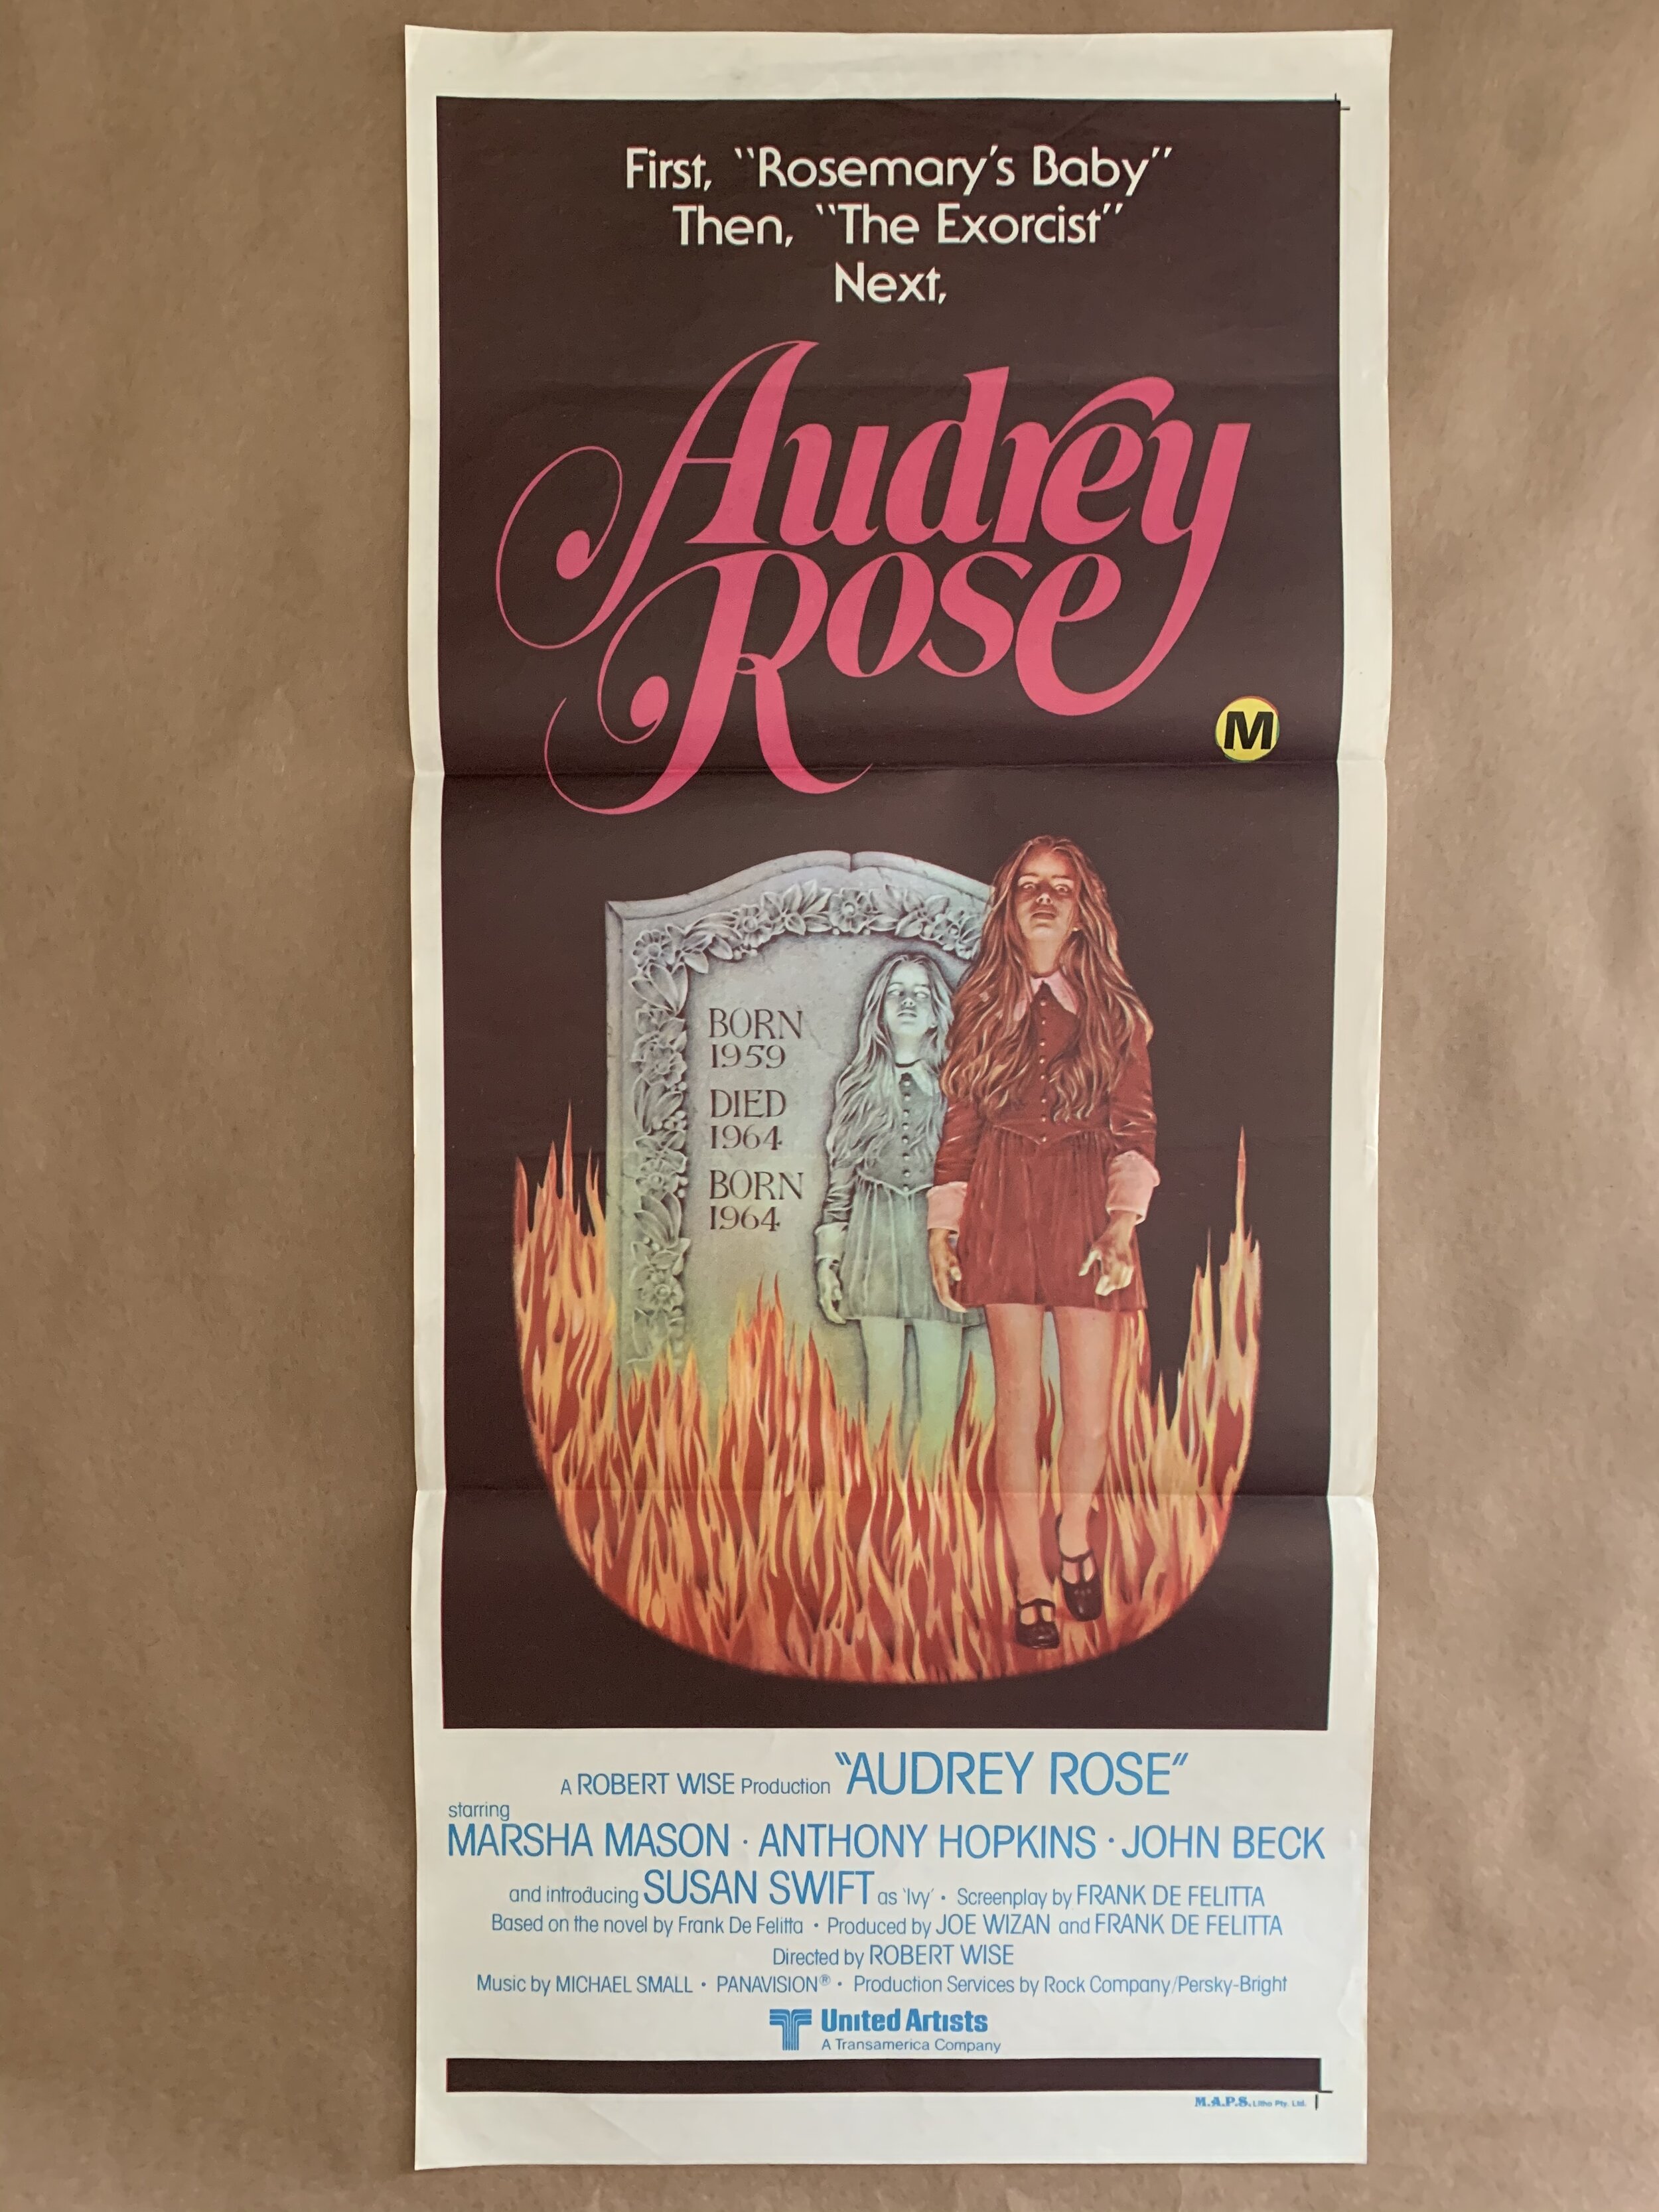 First, "Rosemary's Baby"
Then, "The Exorcist"
Next,
Audrey
Rose
M
BORN
1959
DIED
1964
BORN
1964
A ROBERT WISE Production "AUDREY ROSE"
starring
MARSHA MASON · ANTHONY HOPKINS · JOHN BECK
and introducing SUSAN SWIFT as 'Ivy' · Screenplay by FRANK DE FELITTA
Based on the novel by Frank De Felitta · Produced by JOE WIZAN and FRANK DE FELITTA
Directed by ROBERT WISE
Music by MICHAEL SMALL · PANAVISION® · Production Services by Rock Company/Persky-Bright
United Artists
A Transamerica Company
M.A.P.S. Litho Pty. Ltd.